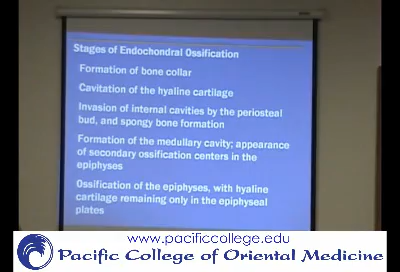 Stages of Endochondral Ossification
Formation of bone collar
Cavitation of the hyaline cartilage
Invasion of internal cavities by the periosteal
bud, and spongy bone formation
Formation of the medullary cavity; appearance
of secondary ossification centers in the
epiphyses
Ossification of the epiphyses, with hyaline
cartilage remaining only in the epiphyseal
plates
www.pacificcollege.edu
Pacific College of Oriental Medicine